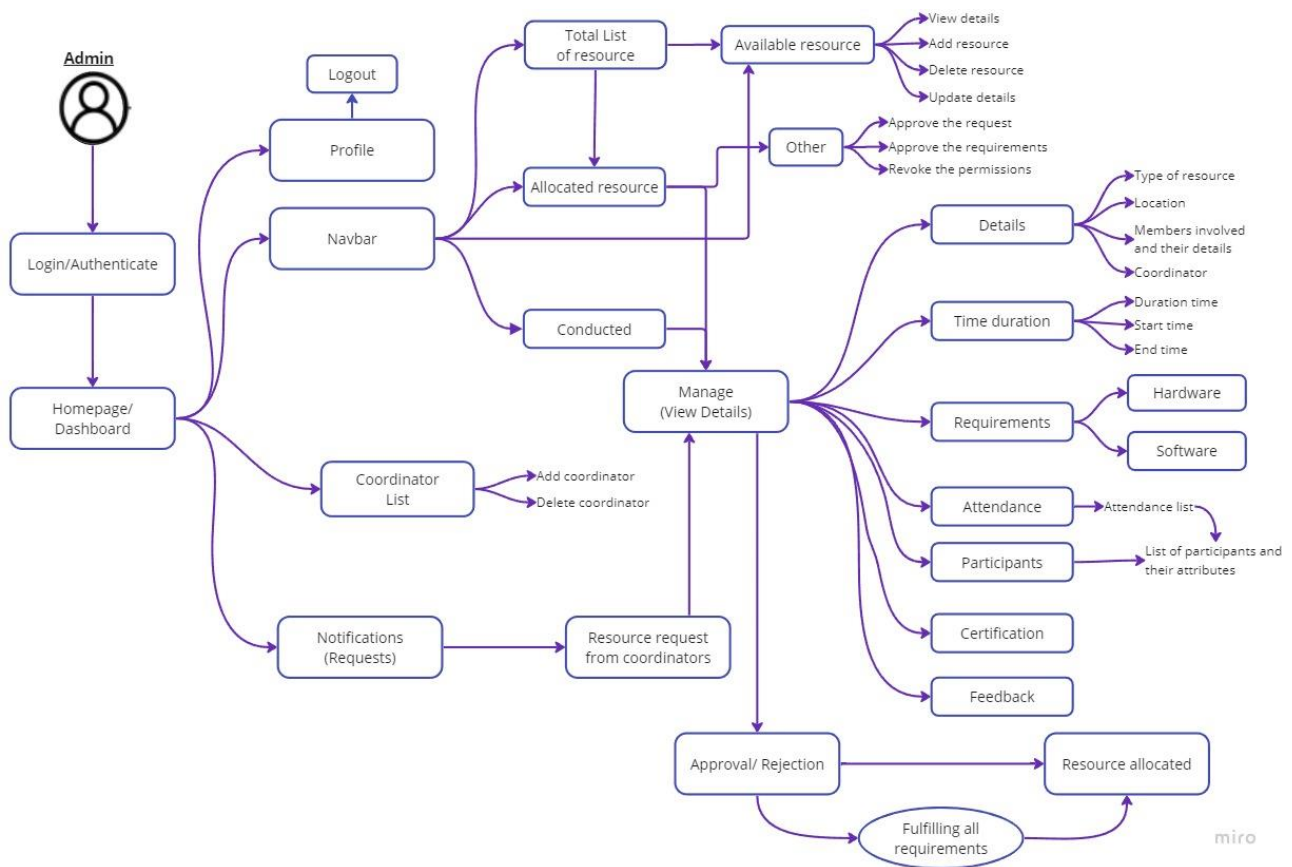 Admin
Login/Authenticate
Homepage/
Dashboard
Logout
Profile
Navbar
Coordinator
List
Add coordinator
Delete coordinator
Notifications
(Requests)
Resource request
from coordinators
Total List
of resource
Available resource
View details
Add resource
Delete resource
Update details
Allocated resource
Other
Approve the request
Approve the requirements
Revoke the permissions
Conducted
Manage
(View Details)
Details
Type of resource
Location
Members involved
and their details
Coordinator
Time duration
Duration time
Start time
End time
Requirements
Hardware
Software
Attendance
Attendance list
Participants
List of participants and
their attributes
Certification
Feedback
Approval/ Rejection
Resource allocated
Fulfilling all
requirements
miro